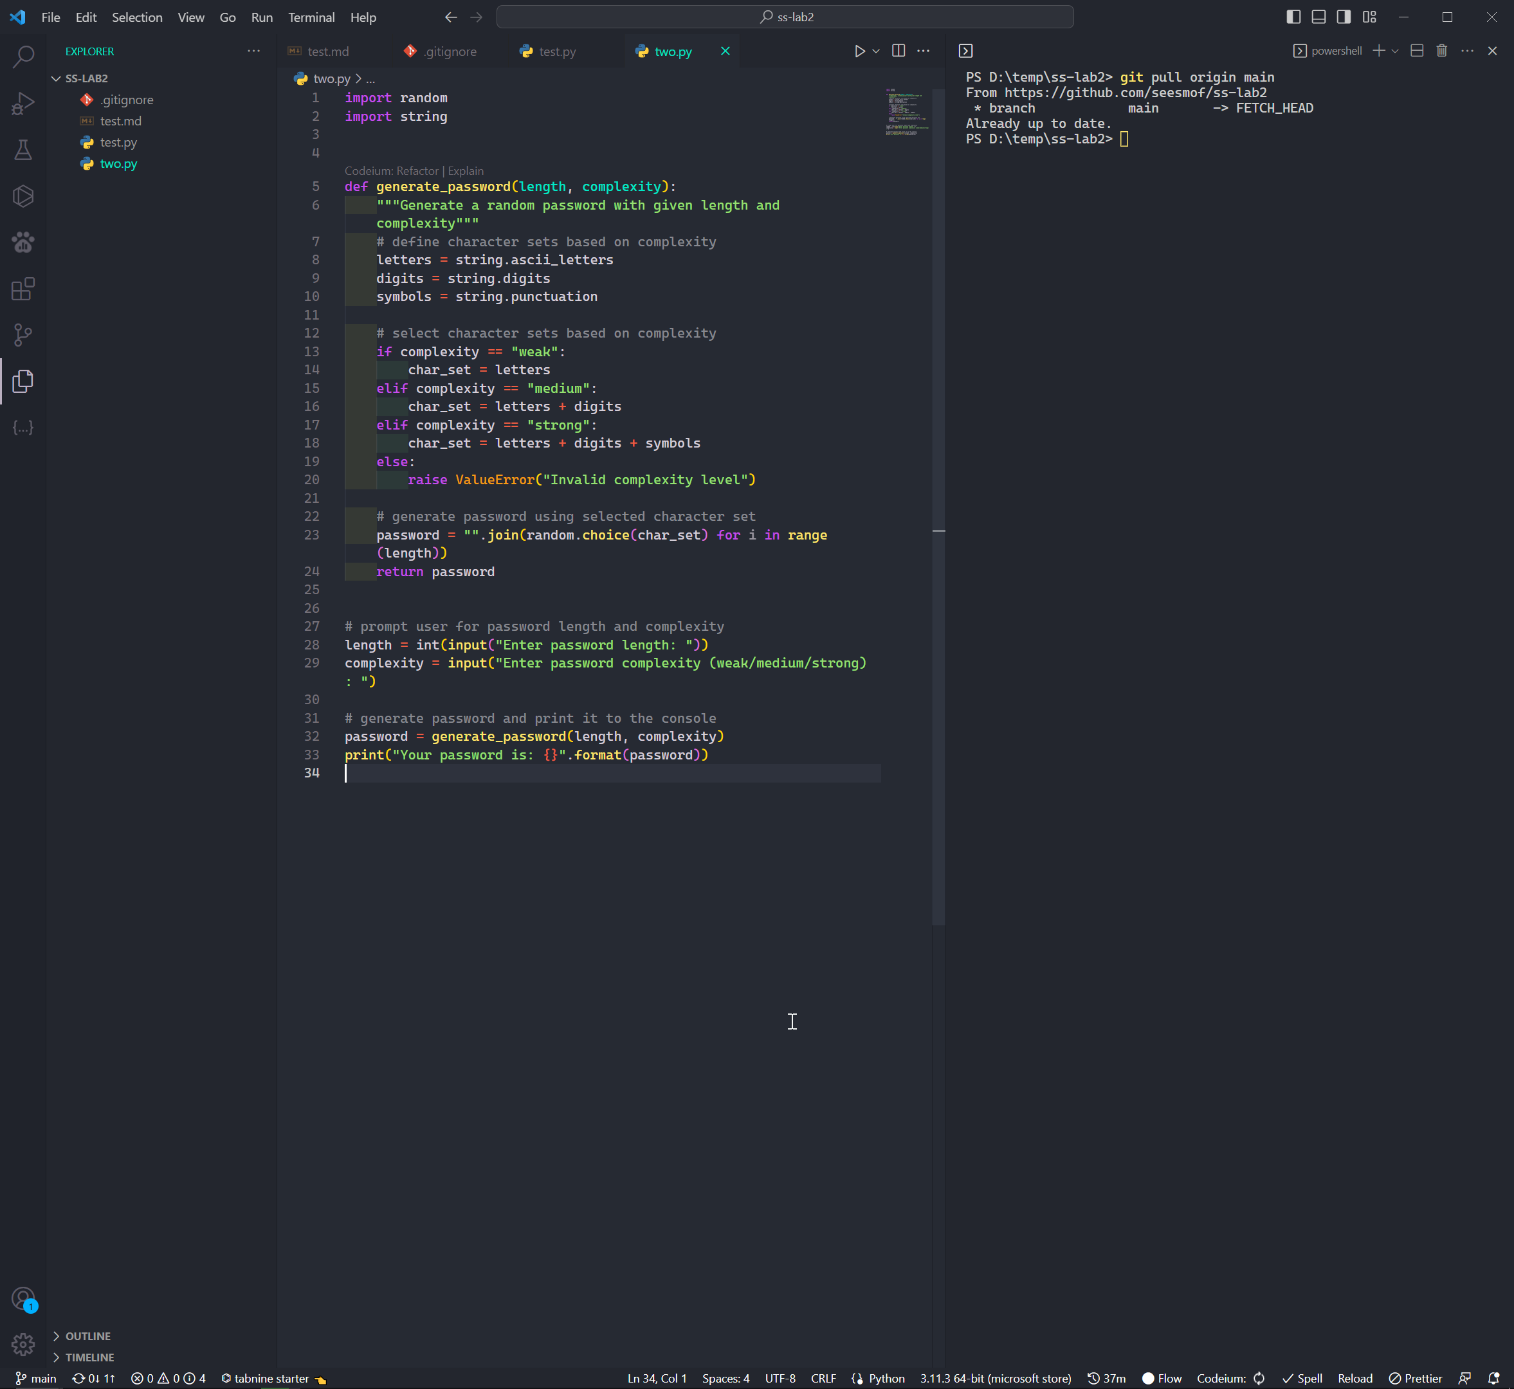 File Edit Selection View Go Run Terminal Help
ss-lab2
EXPLORER
SS-LAB2
.gitignore
test.md
test.py
two.py
OUTLINE
TIMELINE
test.md .gitignore test.py two.py
two.py > ...
1 import random
2 import string
3
4
Codeium: Refactor | Explain
5 def generate_password(length, complexity):
6 """Generate a random password with given length and
complexity"""
7 # define character sets based on complexity
8 letters = string.ascii_letters
9 digits = string.digits
10 symbols = string.punctuation
11
12 # select character sets based on complexity
13 if complexity == "weak":
14 char_set = letters
15 elif complexity == "medium":
16 char_set = letters + digits
17 elif complexity == "strong":
18 char_set = letters + digits + symbols
19 else:
20 raise ValueError("Invalid complexity level")
21
22 # generate password using selected character set
23 password = "".join(random.choice(char_set) for i in range
(length))
24 return password
25
26
27 # prompt user for password length and complexity
28 length = int(input("Enter password length: "))
29 complexity = input("Enter password complexity (weak/medium/strong)
: ")
30
31 # generate password and print it to the console
32 password = generate_password(length, complexity)
33 print("Your password is: {}".format(password))
34
powershell
PS D:\temp\ss-lab2> git pull origin main
From https://github.com/seesmof/ss-lab2
* branch main -> FETCH_HEAD
Already up to date.
PS D:\temp\ss-lab2>
1
main 0↓ 1↑ 0 0 4 tabnine starter Ln 34, Col 1 Spaces: 4 UTF-8 CRLF Python 3.11.3 64-bit (microsoft store) 37m Flow Codeium: Spell Reload Prettier